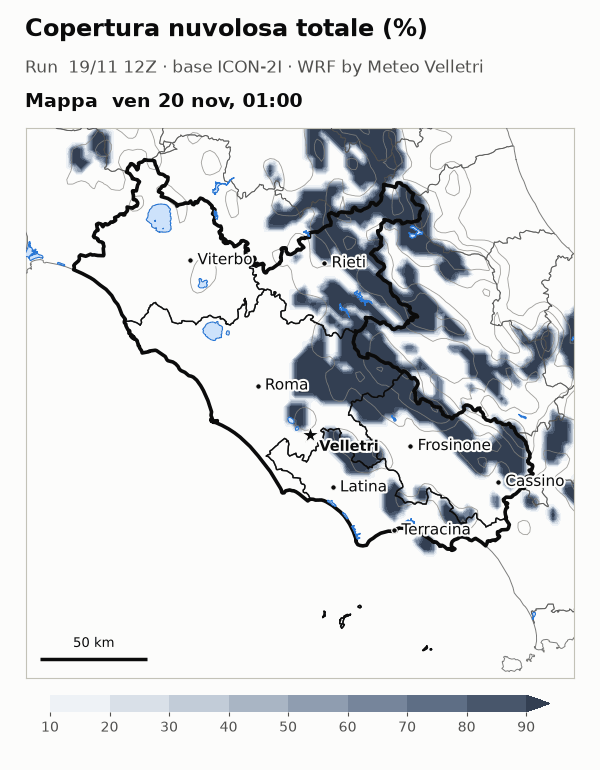 Copertura nuvolosa totale (%)
Run  19/11 12Z · base ICON-2I · WRF by Meteo Velletri
Mappa  ven 20 nov, 01:00
Viterbo
Rieti
Roma
Velletri
Frosinone
Latina
Cassino
Terracina
50 km
10 20 30 40 50 60 70 80 90